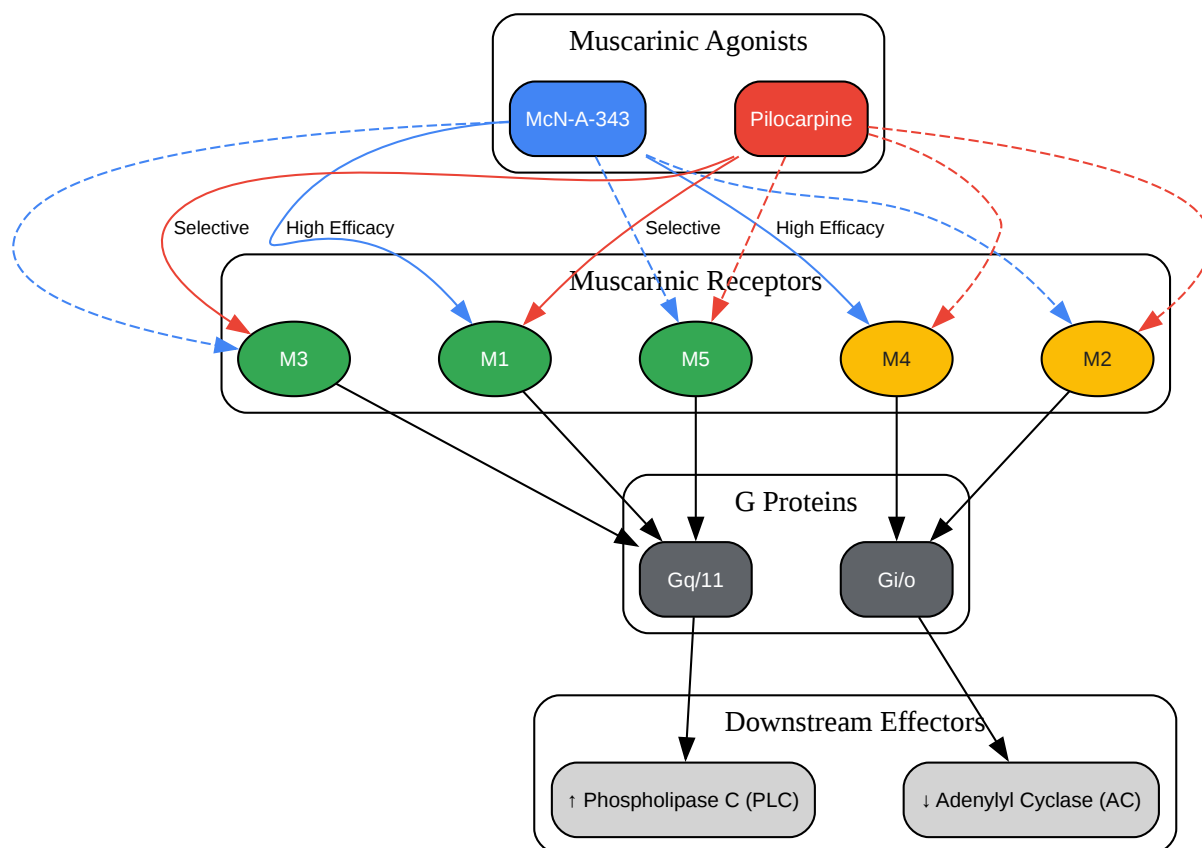 Muscarinic Agonists
McN-A-343
Pilocarpine
Selective
High Efficacy
Selective
High Efficacy
Muscarinic Receptors
M3
M1
M5
M4
M2
G Proteins
Gq/11
Gi/o
Downstream Effectors
↑ Phospholipase C (PLC)
↓ Adenylyl Cyclase (AC)